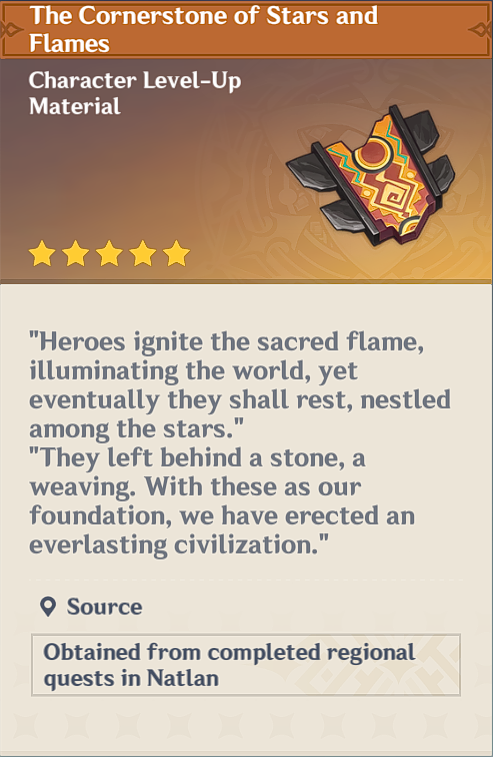 The Cornerstone of Stars and
Flames
Character Level-Up
Material
"Heroes ignite the sacred flame,
illuminating the world, yet
eventually they shall rest, nestled
among the stars."
"They left behind a stone, a
weaving. With these as our
foundation, we have erected an
everlasting civilization."
Source
Obtained from completed regional
quests in Natlan